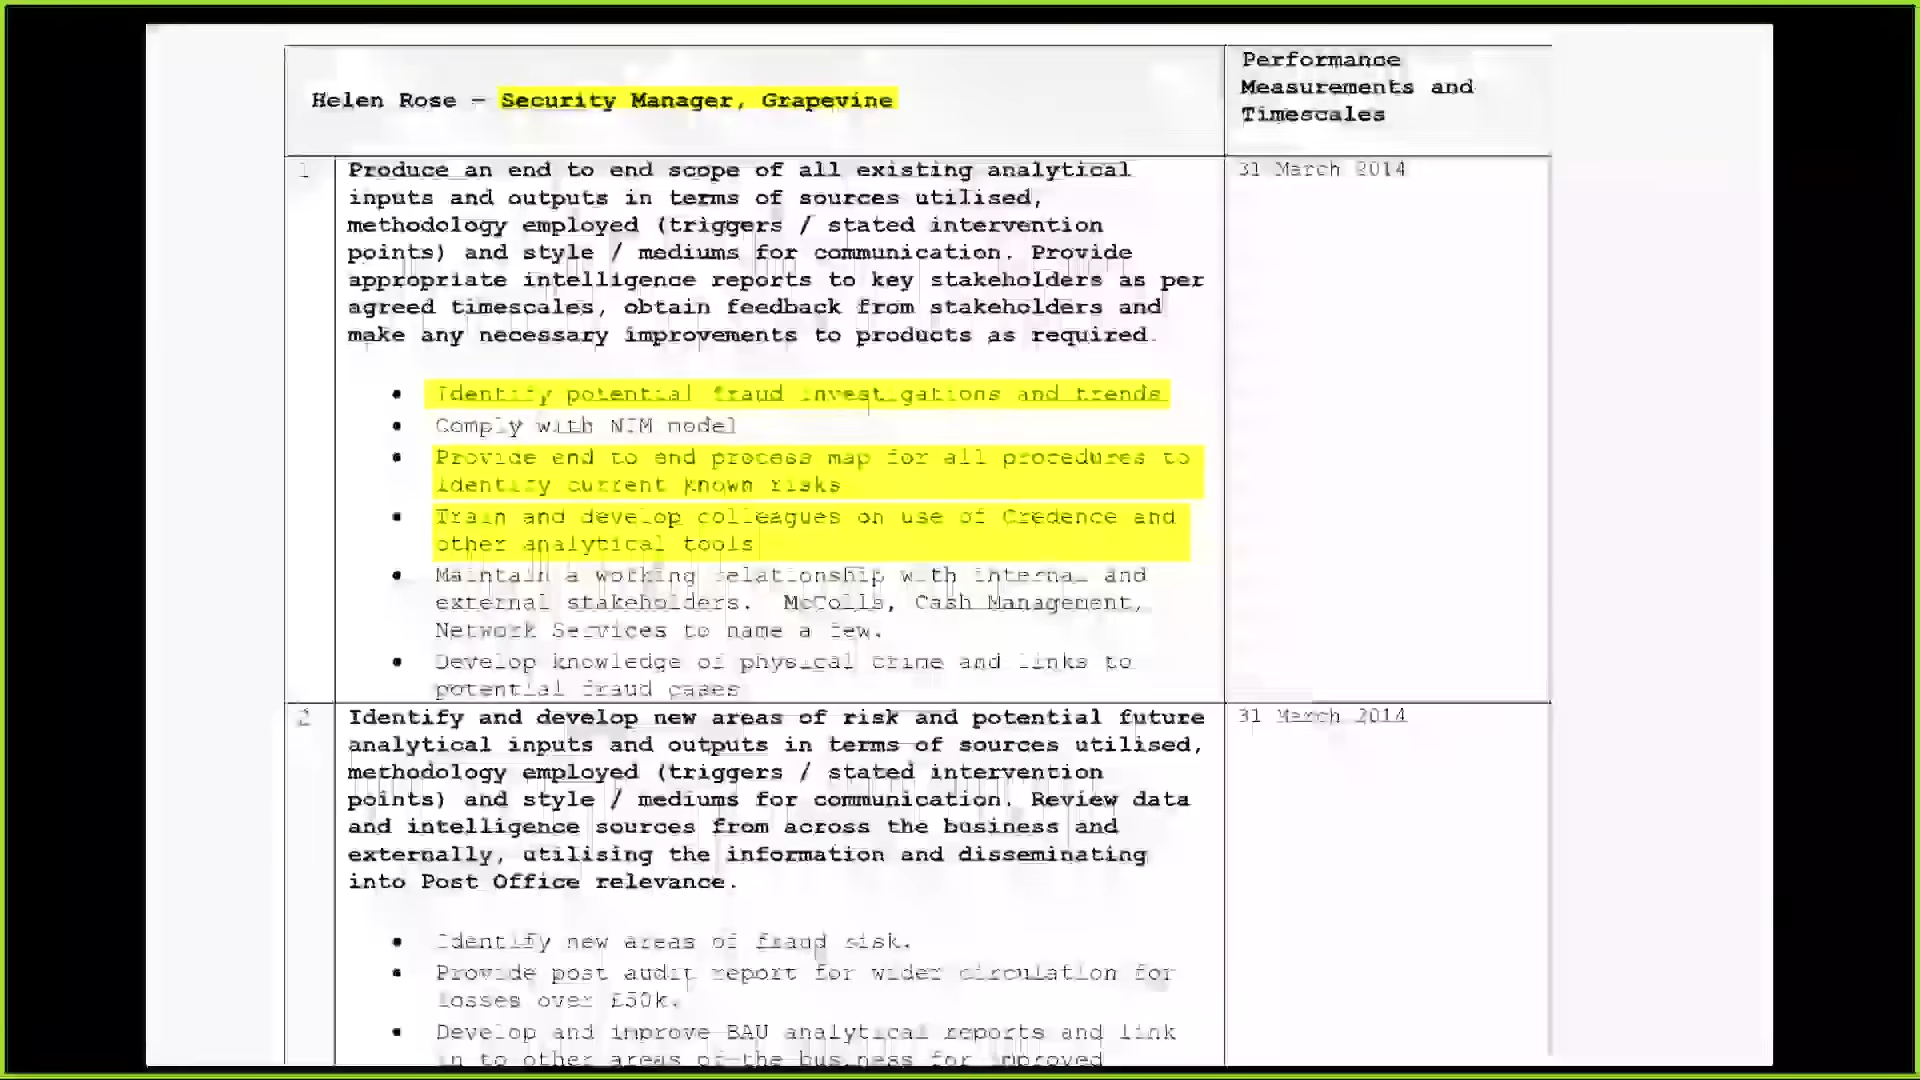 Helen Rose – Security Manager, Grapevine
Performance
Measurements and
Timescales
1
Produce an end to end scope of all existing analytical
inputs and outputs in terms of sources utilised,
methodology employed (triggers / stated intervention
points) and style / mediums for communication. Provide
appropriate intelligence reports to key stakeholders as per
agreed timescales, obtain feedback from stakeholders and
make any necessary improvements to products as required.
31 March 2014
• Identify potential fraud investigations and trends
• Comply with NIM model
• Provide end to end process map for all procedures to
identify current known risks
• Train and develop colleagues on use of Credence and
other analytical tools
• Maintain a working relationship with internal and
external stakeholders. McColls, Cash Management,
Network Services to name a few.
• Develop knowledge of physical crime and links to
potential fraud cases
2
Identify and develop new areas of risk and potential future
analytical inputs and outputs in terms of sources utilised,
methodology employed (triggers / stated intervention
points) and style / mediums for communication. Review data
and intelligence sources from across the business and
externally, utilising the information and disseminating
into Post Office relevance.
31 March 2014
• Identify new areas of fraud risk.
• Provide post audit report for wider circulation for
losses over £50k.
• Develop and improve BAU analytical reports and link
in to other areas of the business for improved